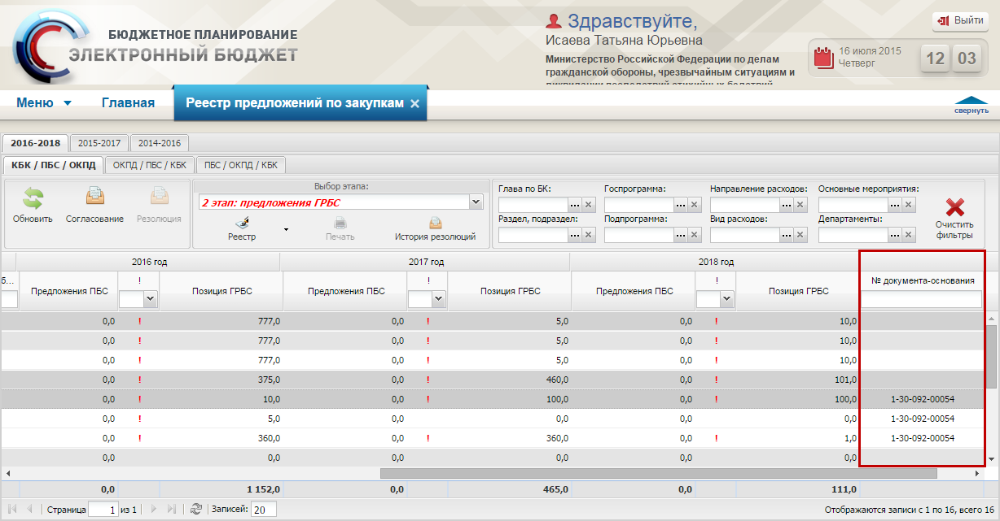 БЮДЖЕТНОЕ ПЛАНИРОВАНИЕ
ЭЛЕКТРОННЫЙ БЮДЖЕТ
Здравствуйте,
Исаева Татьяна Юрьевна
Министерство Российской Федерации по делам
гражданской обороны, чрезвычайным ситуациям и
ликвидации последствий стихийных бедствий
16 июля 2015
Четверг
12 03
Выйти
Меню Главная Реестр предложений по закупкам
свернуть
2016-2018 2015-2017 2014-2016
КБК / ПБС / ОКПД ОКПД / ПБС / КБК ПБС / ОКПД / КБК
Обновить Согласование Резолюция
Выбор этапа:
2 этап: предложения ГРБС
Реестр Печать История резолюций
Глава по БК: Госпрограмма: Направление расходов: Основные мероприятия:
Раздел, подраздел: Подпрограмма: Вид расходов: Департаменты:
Очистить
фильтры
2016 год 2017 год 2018 год
б... Предложения ПБС ! Позиция ГРБС Предложения ПБС ! Позиция ГРБС Предложения ПБС ! Позиция ГРБС № документа-основания
0,0 ! 777,0 0,0 ! 5,0 0,0 ! 10,0
0,0 ! 777,0 0,0 ! 5,0 0,0 ! 10,0
0,0 ! 777,0 0,0 ! 5,0 0,0 ! 10,0
0,0 ! 375,0 0,0 ! 460,0 0,0 ! 101,0
0,0 ! 10,0 0,0 ! 100,0 0,0 ! 100,0 1-30-092-00054
0,0 ! 5,0 0,0 0,0 0,0 0,0 1-30-092-00054
0,0 ! 360,0 0,0 ! 360,0 0,0 ! 1,0 1-30-092-00054
0,0 0,0 0,0 0,0 0,0 0,0
0,0 1 152,0 0,0 465,0 0,0 111,0
Страница 1 из 1 Записей: 20 Отображаются записи с 1 по 16, всего 16